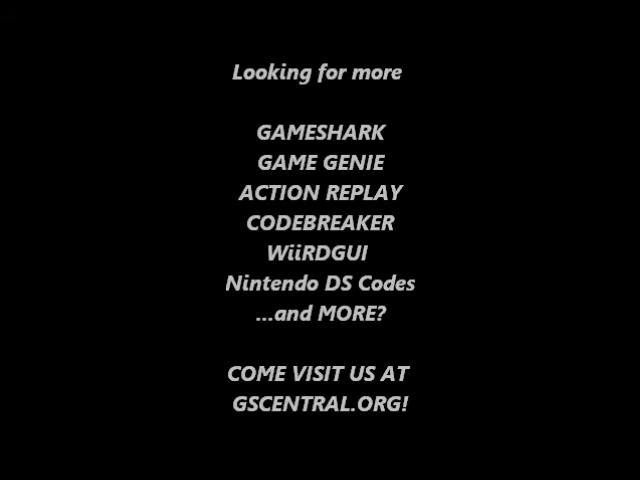 Looking for more
GAMESHARK
GAME GENIE
ACTION REPLAY
CODEBREAKER
WiiRDGUI
Nintendo DS Codes
...and MORE?
COME VISIT US AT
GSCENTRAL.ORG!